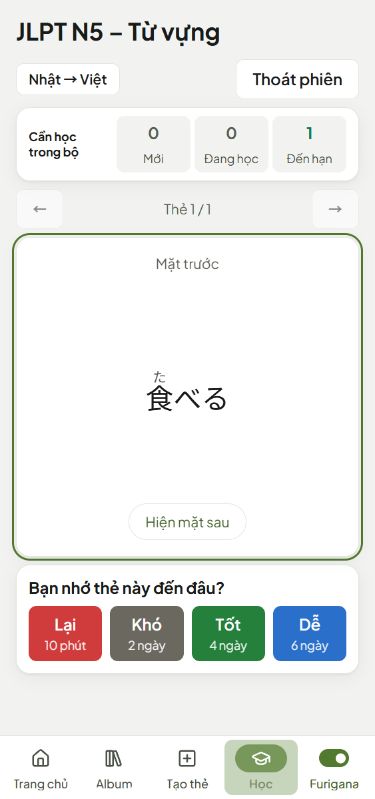 JLPT N5 – Từ vựng
Nhật → Việt
Thoát phiên
Cần học
trong bộ
0
Mới
0
Đang học
1
Đến hạn
←
Thẻ 1 / 1
→
Mặt trước
た
食べる
Hiện mặt sau
Bạn nhớ thẻ này đến đâu?
Lại
10 phút
Khó
2 ngày
Tốt
4 ngày
Dễ
6 ngày
Trang chủ
Album
Tạo thẻ
Học
Furigana